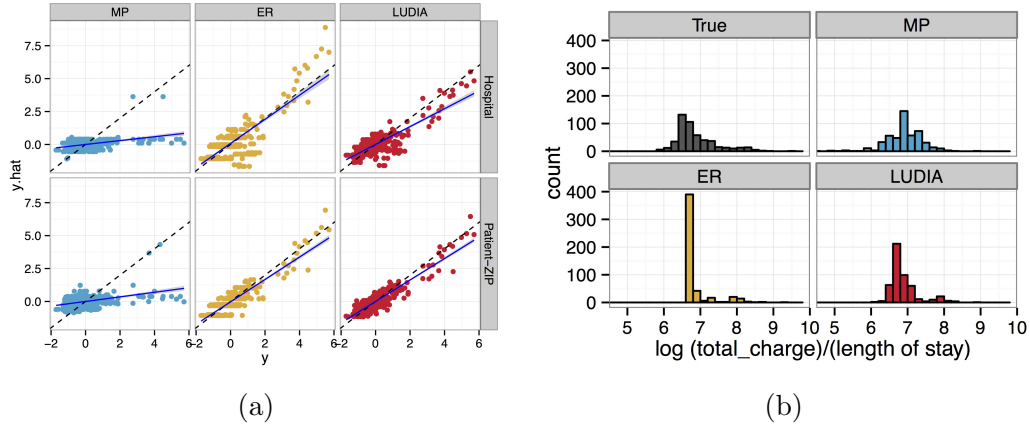 MP ER LUDIA
7.5
5.0
2.5
0.0
Hospital
7.5
5.0
2.5
0.0
Patient-ZIP
y.hat
−2 0 2 4 6−2 0 2 4 6−2 0 2 4 6
y
(a)
True MP
400
300
200
100
0
ER LUDIA
400
300
200
100
0
count
5 6 7 8 9 10 5 6 7 8 9 10
log (total_charge)/(length of stay)
(b)